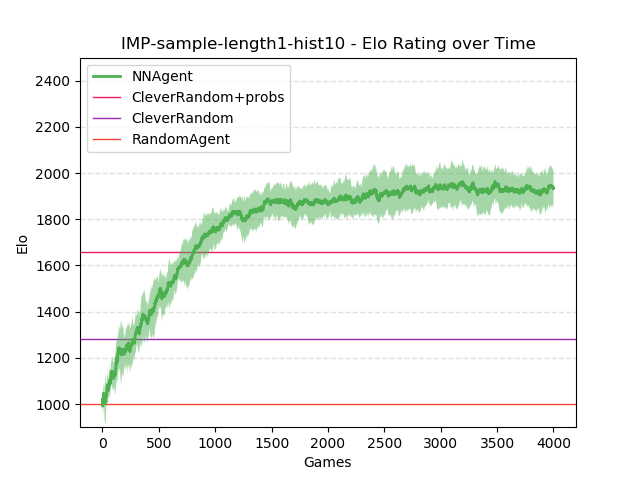 IMP-sample-length1-hist10 - Elo Rating over Time
NNAgent
CleverRandom+probs
CleverRandom
RandomAgent
2400
2200
2000
1800
1600
1400
1200
1000
Elo
0 500 1000 1500 2000 2500 3000 3500 4000
Games